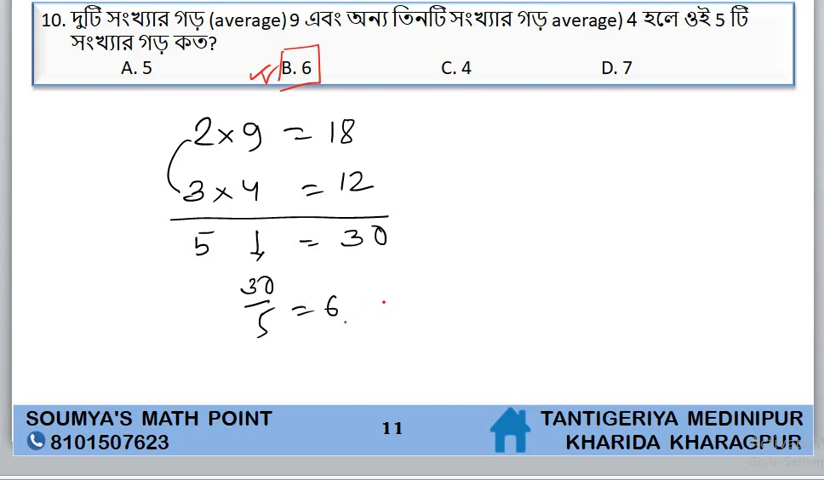 10. দুটি সংখ্যার গড় (average) 9 এবং অন্য তিনটি সংখ্যার গড় average) 4 হলে ওই 5 টি
সংখ্যার গড় কত?
A. 5 B. 6 C. 4 D. 7
2 × 9 = 18
3 × 4 = 12
5 = 30
30/5 = 6
SOUMYA'S MATH POINT
8101507623
11
TANTIGERIYA MEDINIPUR
KHARIDA KHARAGPUR